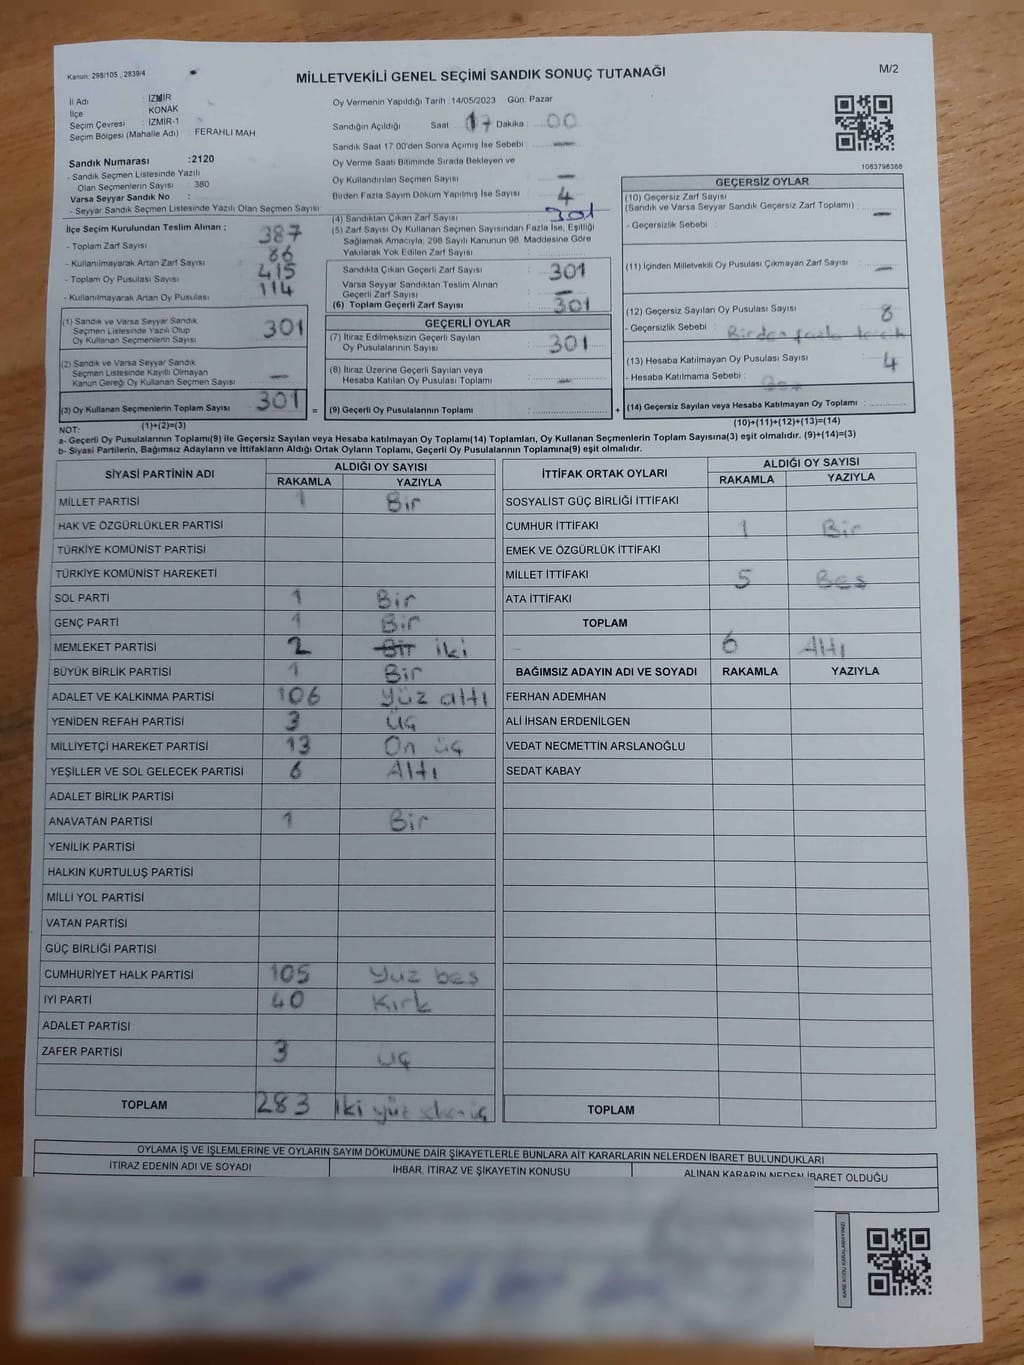 Kanun: 298/105 , 2839/4
MİLLETVEKİLİ GENEL SEÇİMİ SANDIK SONUÇ TUTANAĞI
M/2
İl Adı : İZMİR
İlçe : KONAK
Seçim Çevresi : İZMİR-1
Seçim Bölgesi (Mahalle Adı) : FERAHLI MAH
Sandık Numarası :2120
- Sandık Seçmen Listesinde Yazılı
Olan Seçmenlerin Sayısı : 380
Varsa Seyyar Sandık No :
- Seyyar Sandık Seçmen Listesinde Yazılı Olan Seçmen Sayısı
Oy Vermenin Yapıldığı Tarih : 14/05/2023 Gün: Pazar
Sandığın Açıldığı Saat 17 Dakika : 00
Sandık Saat 17:00'den Sonra Açımış İse Sebebi : —
Oy Verme Saati Bitiminde Sırada Bekleyen ve
Oy Kullandırılan Seçmen Sayısı : —
Birden Fazla Sayım Döküm Yapılmış İse Sayısı 4
1083798388
İlçe Seçim Kurulundan Teslim Alınan ;
- Toplam Zarf Sayısı 387
- Kullanılmayarak Artan Zarf Sayısı 86
- Toplam Oy Pusulası Sayısı 415
- Kullanılmayarak Artan Oy Pusulası 114
(1) Sandık ve Varsa Seyyar Sandık
Seçmen Listesinde Yazılı Olup
Oy Kullanan Seçmenlerin Sayısı 301
(2) Sandık ve Varsa Seyyar Sandık
Seçmen Listesinde Kayıtlı Olmayan
Kanun Gereği Oy Kullanan Seçmen Sayısı —
(3) Oy Kullanan Seçmenlerin Toplam Sayısı 301
(1)+(2)=(3)
(4) Sandıktan Çıkan Zarf Sayısı 301
(5) Zarf Sayısı Oy Kullanan Seçmen Sayısından Fazla İse, Eşitliği
Sağlamak Amacıyla, 298 Sayılı Kanunun 98. Maddesine Göre
Yakılarak Yok Edilen Zarf Sayısı :
Sandıkta Çıkan Geçerli Zarf Sayısı 301
Varsa Seyyar Sandıktan Teslim Alınan
Geçerli Zarf Sayısı —
(6) Toplam Geçerli Zarf Sayısı 301
GEÇERLİ OYLAR
(7) İtiraz Edilmeksizin Geçerli Sayılan
Oy Pusulalarının Sayısı : 301
(8) İtiraz Üzerine Geçerli Sayılan veya
Hesaba Katılan Oy Pusulası Toplamı : —
= (9) Geçerli Oy Pusulalarının Toplamı :
GEÇERSİZ OYLAR
(10) Geçersiz Zarf Sayısı
(Sandık ve Varsa Seyyar Sandık Geçersiz Zarf Toplamı) : —
- Geçersizlik Sebebi :
(11) İçinden Milletvekili Oy Pusulası Çıkmayan Zarf Sayısı : —
(12) Geçersiz Sayılan Oy Pusulası Sayısı : 8
- Geçersizlik Sebebi : Birden fazla
(13) Hesaba Katılmayan Oy Pusulası Sayısı : 4
- Hesaba Katılmama Sebebi : Boş
+ (14) Geçersiz Sayılan veya Hesaba Katılmayan Oy Toplamı :
(10)+(11)+(12)+(13)=(14)
NOT:
a- Geçerli Oy Pusulalarının Toplamı(9) ile Geçersiz Sayılan veya Hesaba katılmayan Oy Toplamı(14) Toplamları, Oy Kullanan Seçmenlerin Toplam Sayısına(3) eşit olmalıdır. (9)+(14)=(3)
b- Siyasi Partilerin, Bağımsız Adayların ve İttifakların Aldığı Ortak Oyların Toplamı, Geçerli Oy Pusulalarının Toplamına(9) eşit olmalıdır.
SİYASİ PARTİNİN ADI ALDIĞI OY SAYISI
RAKAMLA YAZIYLA
MİLLET PARTİSİ 1 Bir
HAK VE ÖZGÜRLÜKLER PARTİSİ
TÜRKİYE KOMÜNİST PARTİSİ
TÜRKİYE KOMÜNİST HAREKETİ
SOL PARTİ 1 Bir
GENÇ PARTİ 1 Bir
MEMLEKET PARTİSİ 2 Bir iki
BÜYÜK BİRLİK PARTİSİ 1 Bir
ADALET VE KALKINMA PARTİSİ 106 Yüz altı
YENİDEN REFAH PARTİSİ 3 üç
MİLLİYETÇİ HAREKET PARTİSİ 13 On üç
YEŞİLLER VE SOL GELECEK PARTİSİ 6 Altı
ADALET BİRLİK PARTİSİ
ANAVATAN PARTİSİ 1 Bir
YENİLİK PARTİSİ
HALKIN KURTULUŞ PARTİSİ
MİLLİ YOL PARTİSİ
VATAN PARTİSİ
GÜÇ BİRLİĞİ PARTİSİ
CUMHURİYET HALK PARTİSİ 105 Yuz beş
İYİ PARTİ 40 Kırk
ADALET PARTİSİ
ZAFER PARTİSİ 3 üç
TOPLAM 283 İki yüz seksen üç
İTTİFAK ORTAK OYLARI ALDIĞI OY SAYISI
RAKAMLA YAZIYLA
SOSYALİST GÜÇ BİRLİĞİ İTTİFAKI
CUMHUR İTTİFAKI 1 Bir
EMEK VE ÖZGÜRLÜK İTTİFAKI
MİLLET İTTİFAKI 5 Beş
ATA İTTİFAKI
TOPLAM
6 Altı
BAĞIMSIZ ADAYIN ADI VE SOYADI RAKAMLA YAZIYLA
FERHAN ADEMHAN
ALİ İHSAN ERDENİLGEN
VEDAT NECMETTİN ARSLANOĞLU
SEDAT KABAY
TOPLAM
OYLAMA İŞ VE İŞLEMLERİNE VE OYLARIN SAYIM DÖKÜMÜNE DAİR ŞİKAYETLERLE BUNLARA AİT KARARLARIN NELERDEN İBARET BULUNDUKLARI
İTİRAZ EDENİN ADI VE SOYADI İHBAR, İTİRAZ VE ŞİKAYETİN KONUSU ALINAN KARARIN NEDEN İBARET OLDUĞU
KARE KODU KARALAMAYINIZ!